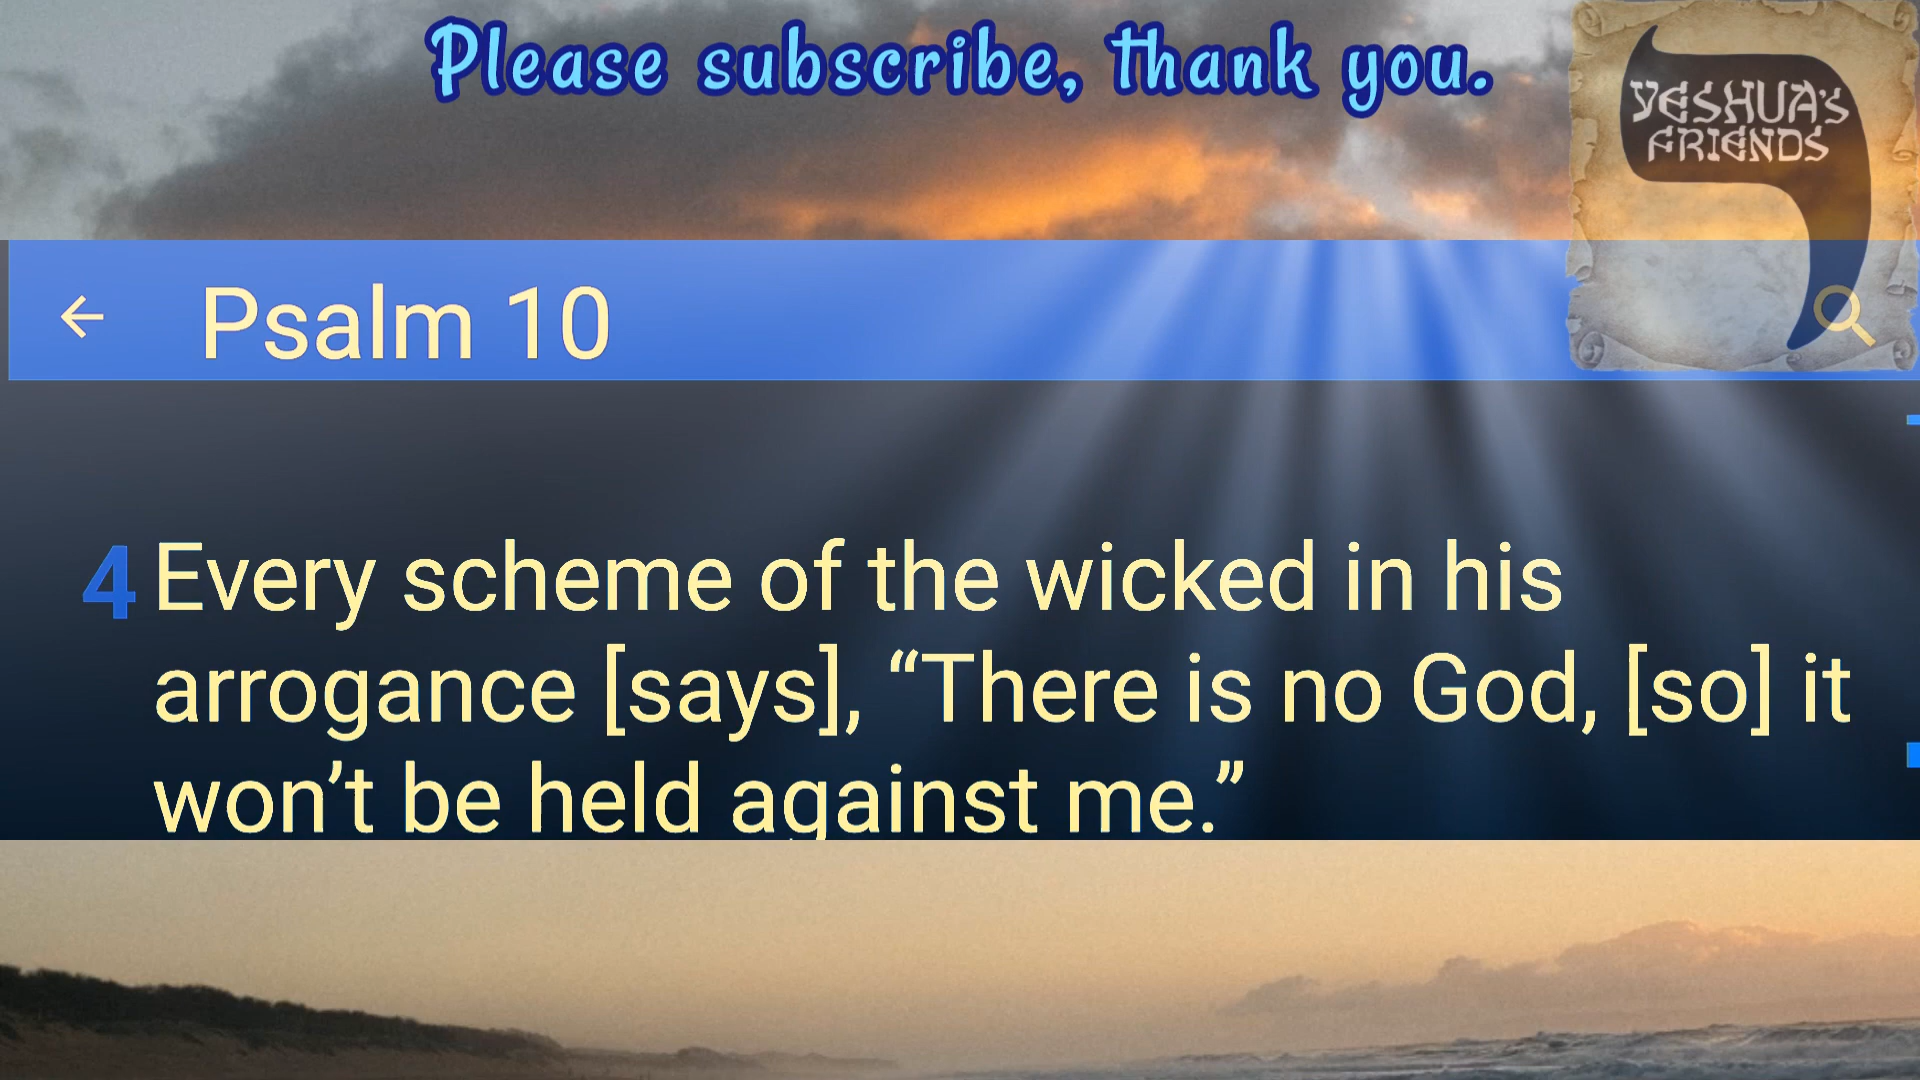 Please subscribe, thank you.
YESHUA'S
FRIENDS
Psalm 10
4 Every scheme of the wicked in his
arrogance [says], “There is no God, [so] it
won’t be held against me.”